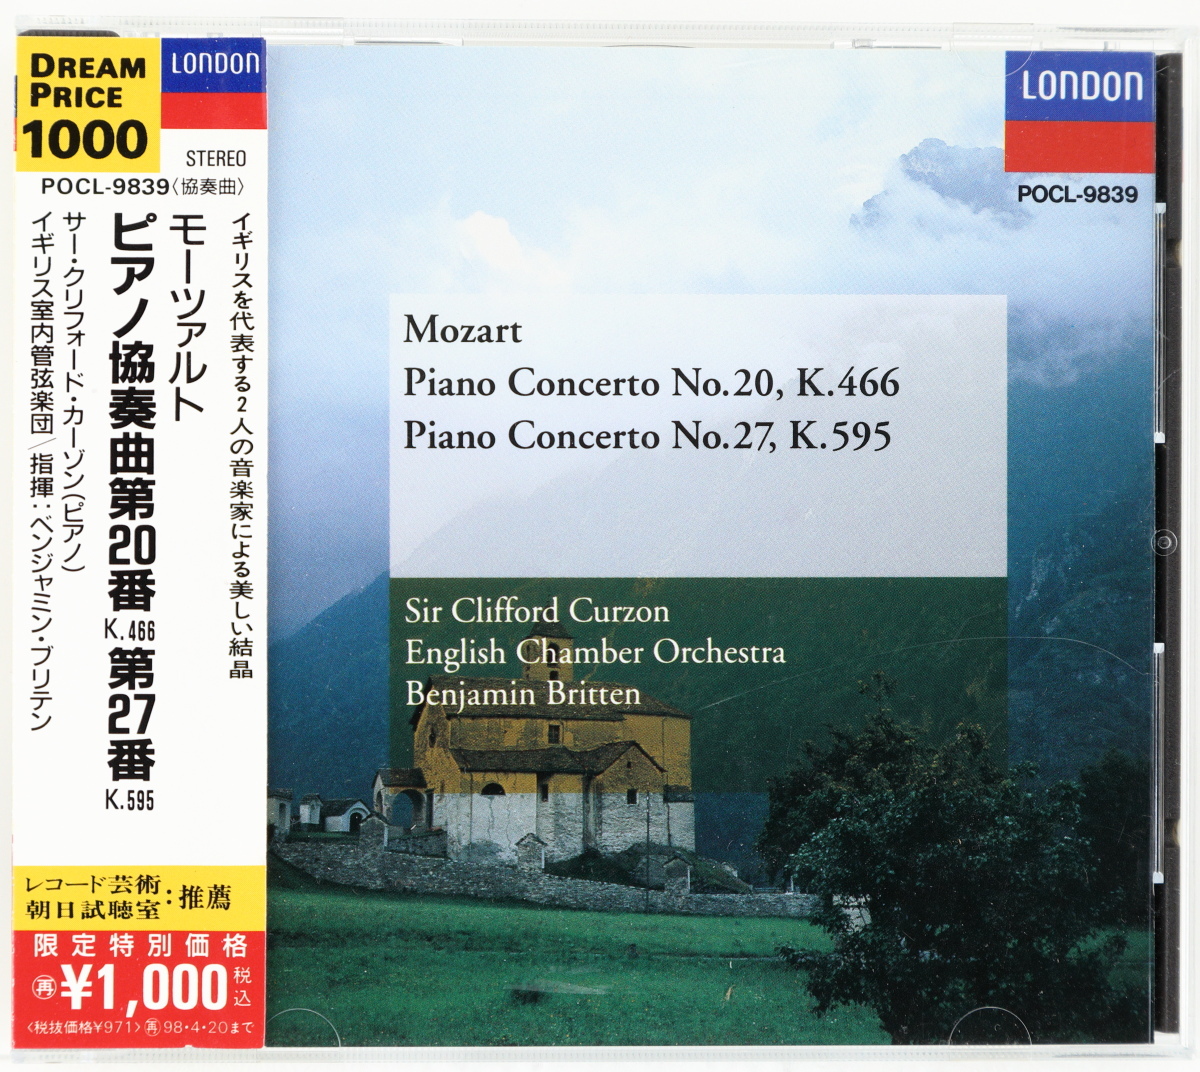 DREAM
PRICE
1000
LONDON
STEREO
POCL-9839〈協奏曲〉
イギリスを代表する2人の音楽家による美しい結晶
モーツァルト
ピアノ協奏曲第20番K.466 第27番K.595
サー・クリフォード・カーゾン(ピアノ)
イギリス室内管弦楽団/指揮:ベンジャミン・ブリテン
レコード芸術
朝日試聴室:推薦
限定特別価格
再¥1,000税込
〈税抜価格¥971〉再98・4・20まで
LONDON
POCL-9839
Mozart
Piano Concerto No.20, K.466
Piano Concerto No.27, K.595
Sir Clifford Curzon
English Chamber Orchestra
Benjamin Britten